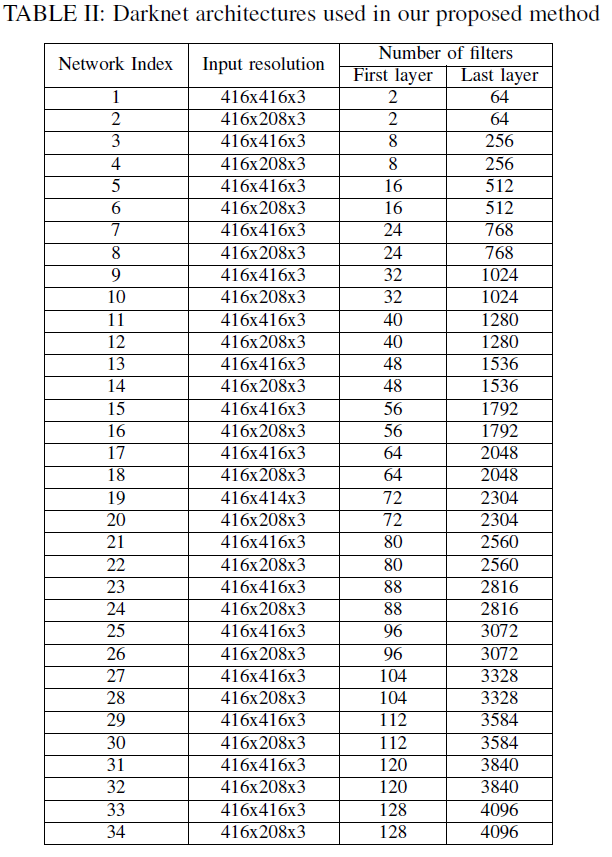 TABLE II: Darknet architectures used in our proposed method
Network Index Input resolution Number of filters
First layer Last layer
1 416x416x3 2 64
2 416x208x3 2 64
3 416x416x3 8 256
4 416x208x3 8 256
5 416x416x3 16 512
6 416x208x3 16 512
7 416x416x3 24 768
8 416x208x3 24 768
9 416x416x3 32 1024
10 416x208x3 32 1024
11 416x416x3 40 1280
12 416x208x3 40 1280
13 416x416x3 48 1536
14 416x208x3 48 1536
15 416x416x3 56 1792
16 416x208x3 56 1792
17 416x416x3 64 2048
18 416x208x3 64 2048
19 416x414x3 72 2304
20 416x208x3 72 2304
21 416x416x3 80 2560
22 416x208x3 80 2560
23 416x416x3 88 2816
24 416x208x3 88 2816
25 416x416x3 96 3072
26 416x208x3 96 3072
27 416x416x3 104 3328
28 416x208x3 104 3328
29 416x416x3 112 3584
30 416x208x3 112 3584
31 416x416x3 120 3840
32 416x208x3 120 3840
33 416x416x3 128 4096
34 416x208x3 128 4096